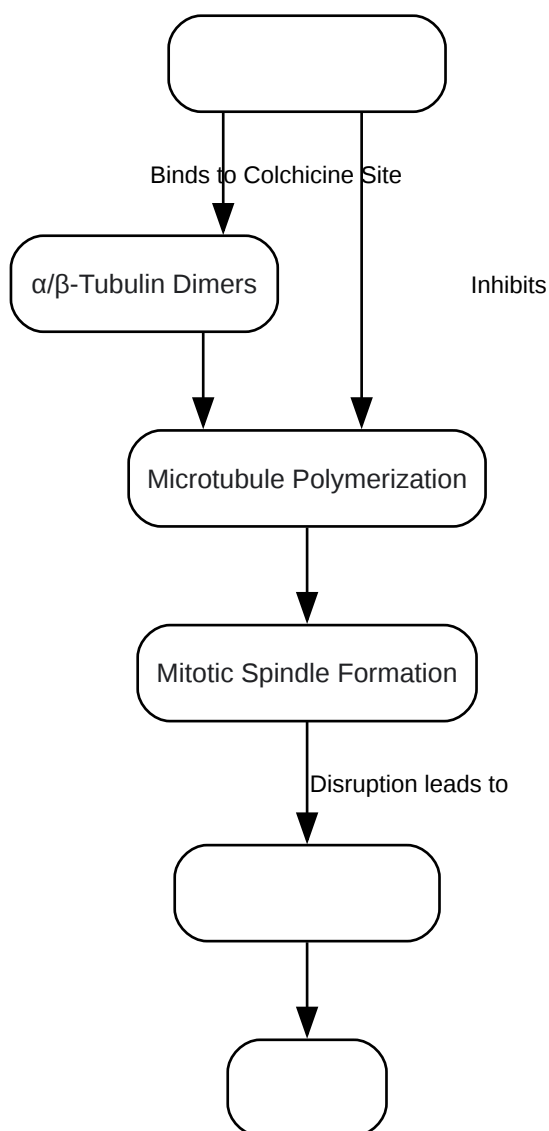 Binds to Colchicine Site
α/β-Tubulin Dimers
Inhibits
Microtubule Polymerization
Mitotic Spindle Formation
Disruption leads to